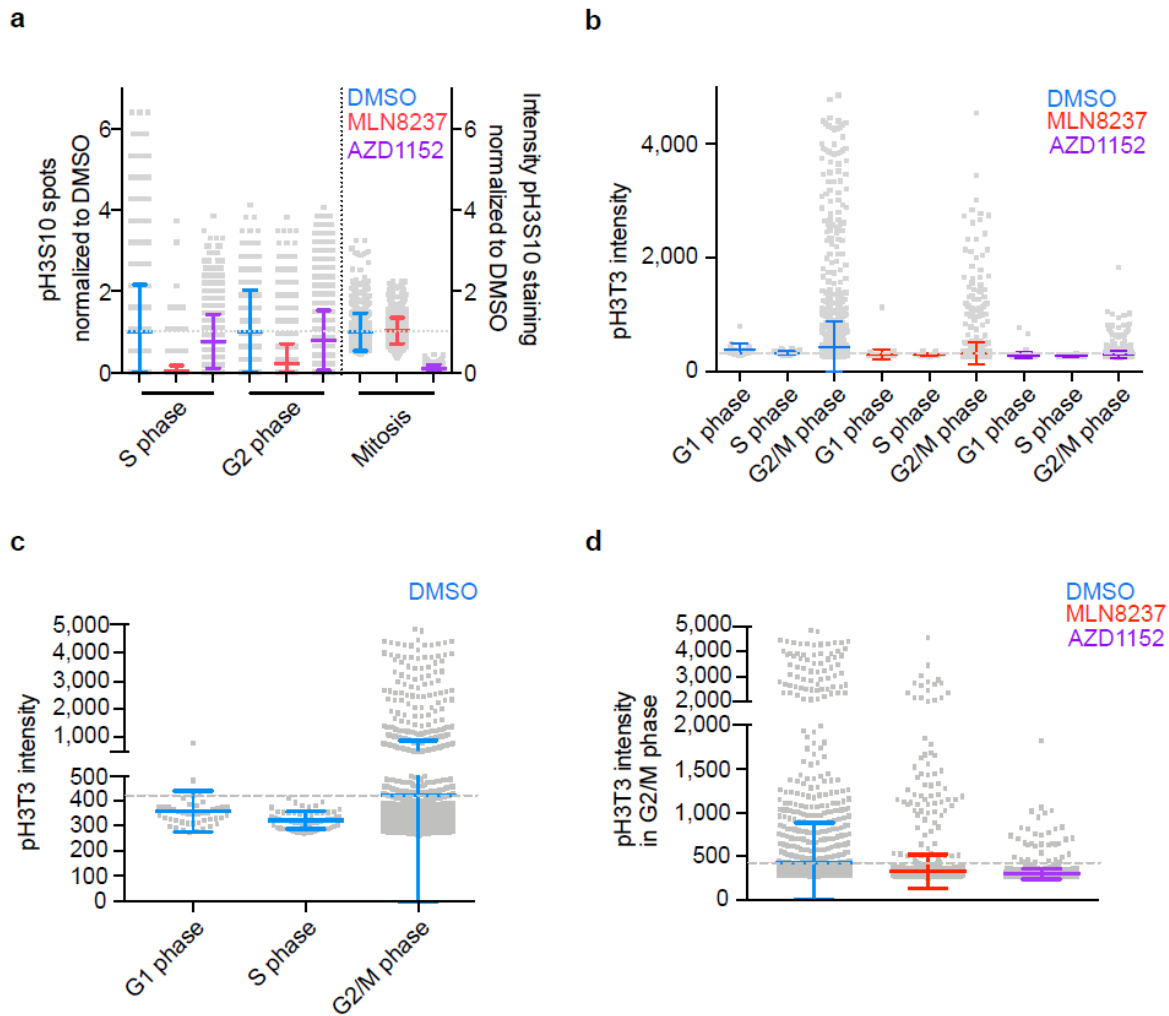 a
pH3S10 spots
normalized to DMSO
6
4
2
0
DMSO
MLN8237
AZD1152
6
4
2
0
Intensity pH3S10 staining
normalized to DMSO
S phase
G2 phase
Mitosis
b
pH3T3 intensity
4,000
2,000
0
DMSO
MLN8237
AZD1152
G1 phase
S phase
G2/M phase
G1 phase
S phase
G2/M phase
G1 phase
S phase
G2/M phase
c
DMSO
pH3T3 intensity
5,000
4,000
3,000
2,000
1,000
500
400
300
200
100
0
G1 phase
S phase
G2/M phase
d
DMSO
MLN8237
AZD1152
pH3T3 intensity
in G2/M phase
5,000
4,000
3,000
2,000
2,000
1,500
1,000
500
0